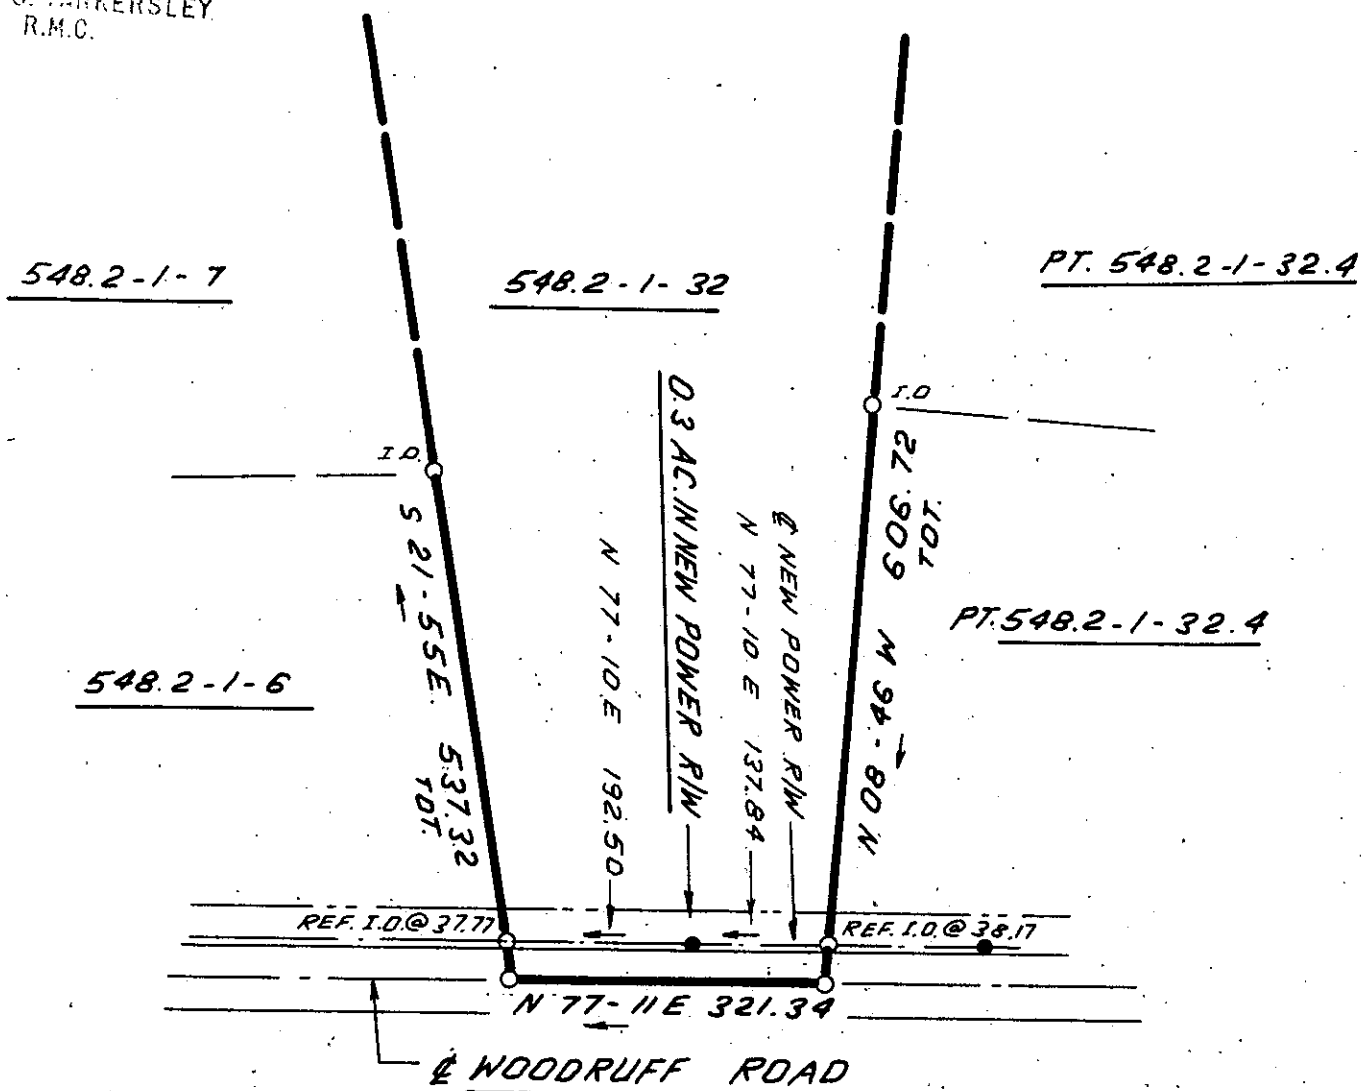 R.M.C.
548.2-1-7
548.2-1-32
PT. 548.2-1-32.4
I.O
I.O.
606.72
TOT.
N 08-46 W
0.3 AC. IN NEW POWER R/W
℄ NEW POWER R/W
N 77-10 E 137.84
N 77-10 E 192.50
S 21-55 E 537.32
TOT.
PT. 548.2-1-32.4
548.2-1-6
REF. I.O.@ 37.77
REF. I.O.@ 38.17
N 77-11 E 321.34
℄ WOODRUFF ROAD